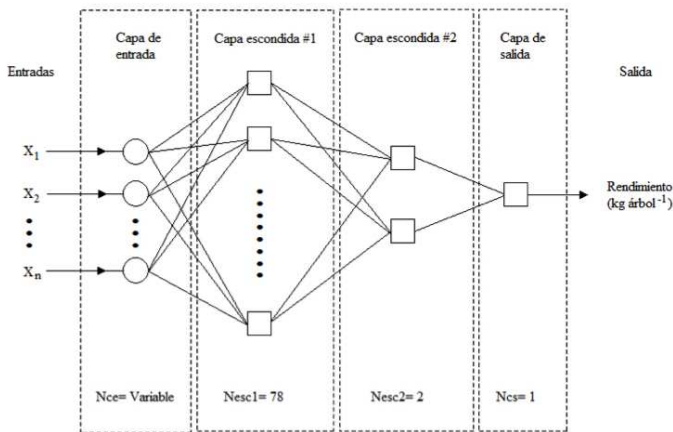 Capa de
entrada
Capa escondida #1
Capa escondida #2
Capa de
salida
Entradas
Salida
X1
X2
Xn
Rendimiento
(kg árbol-1)
Nce= Variable
Nesc1= 78
Nesc2= 2
Ncs= 1